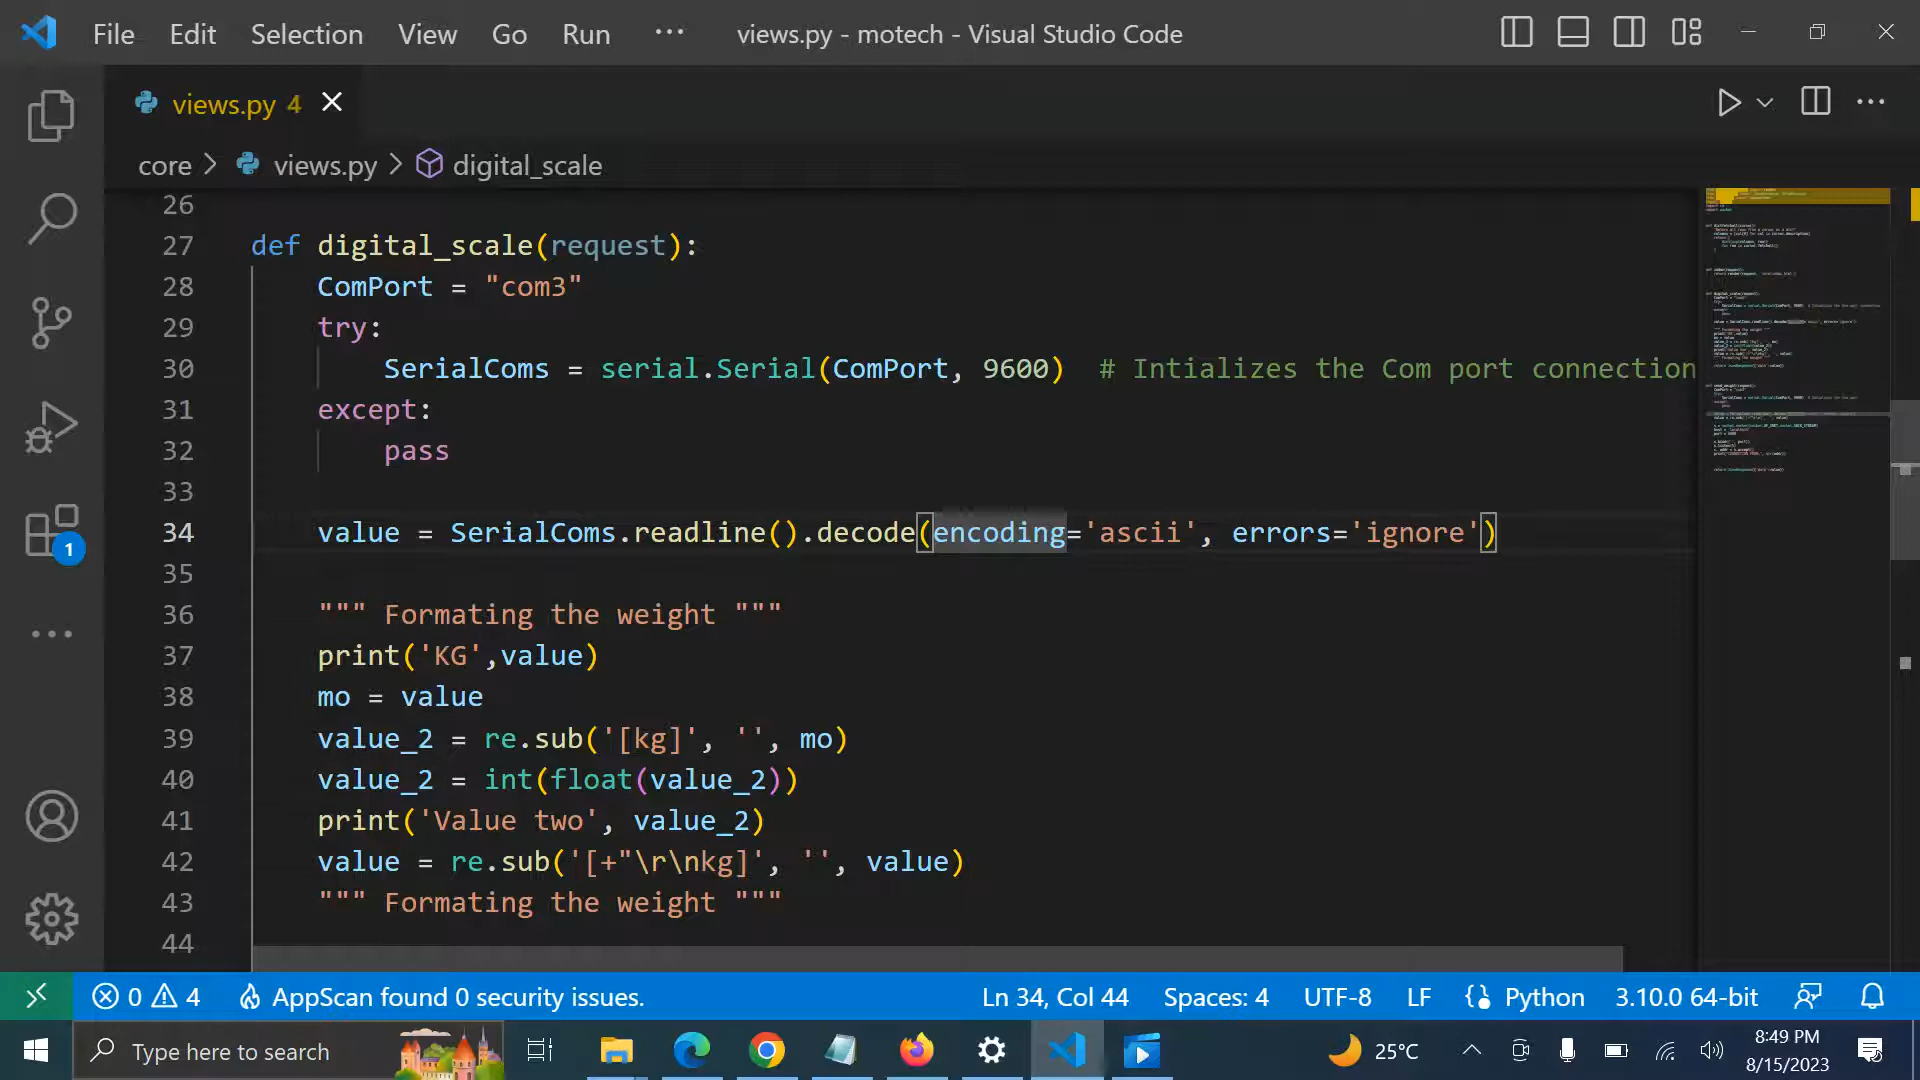 File Edit Selection View Go Run ··· views.py - motech - Visual Studio Code
views.py 4
core > views.py > digital_scale
26
27 def digital_scale(request):
28 ComPort = "com3"
29 try:
30 SerialComs = serial.Serial(ComPort, 9600) # Intializes the Com port connection
31 except:
32 pass
33
34 value = SerialComs.readline().decode(encoding='ascii', errors='ignore')
35
36 """ Formating the weight """
37 print('KG',value)
38 mo = value
39 value_2 = re.sub('[kg]', '', mo)
40 value_2 = int(float(value_2))
41 print('Value two', value_2)
42 value = re.sub('[+"\r\nkg]', '', value)
43 """ Formating the weight """
44
1
0 4 AppScan found 0 security issues. Ln 34, Col 44 Spaces: 4 UTF-8 LF Python 3.10.0 64-bit
Type here to search 25°C 8:49 PM
8/15/2023